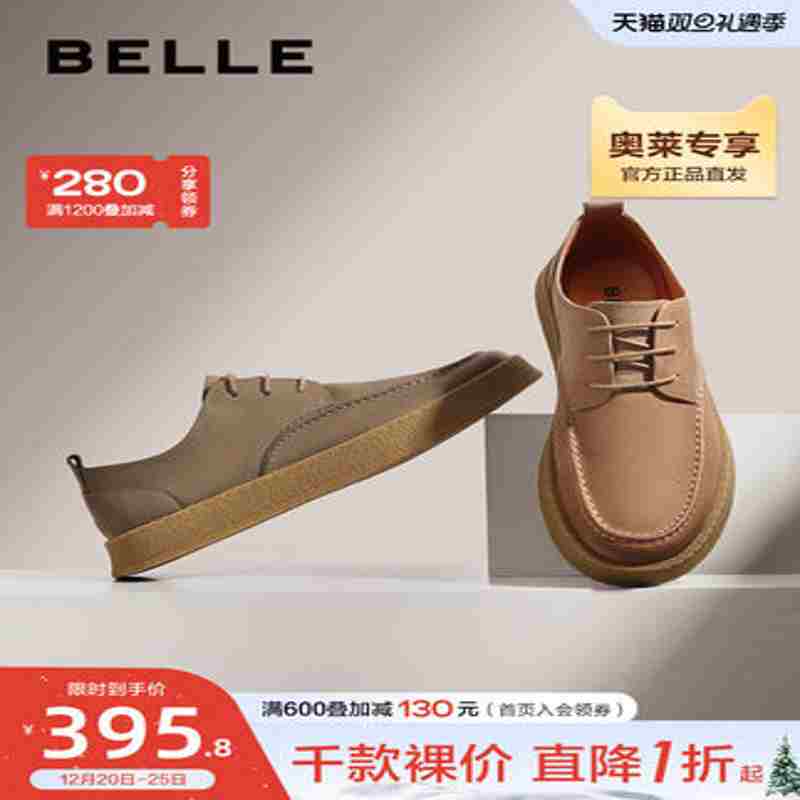 天猫双旦礼遇季
BELLE
奥莱专享
官方正品直发
¥280
满1200叠加减
分享领券
限时到手价
¥395.8
12月20日-25日
满600叠加减130元(首页入会领券)
千款裸价 直降1折起